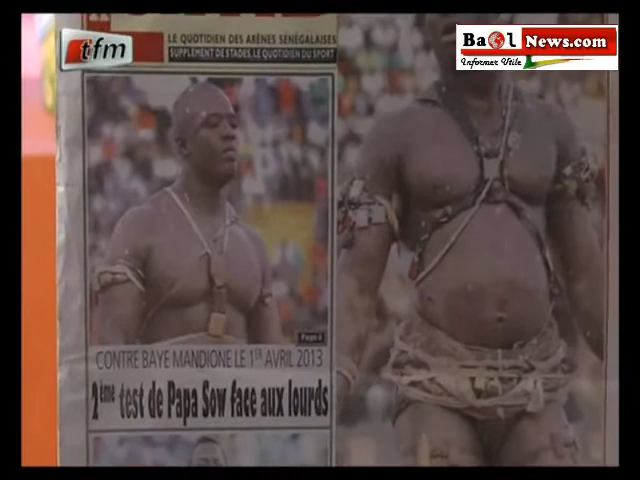 tfm
LE QUOTIDIEN DES ARÈNES SÉNÉGALAISES
SUPPLÉMENT DE STADES, LE QUOTIDIEN DU SPORT
Baol News.com
Informer Utile
Page 4
CONTRE BAYE MANDIONE LE 1ER AVRIL 2013
2ème test de Papa Sow face aux lourds